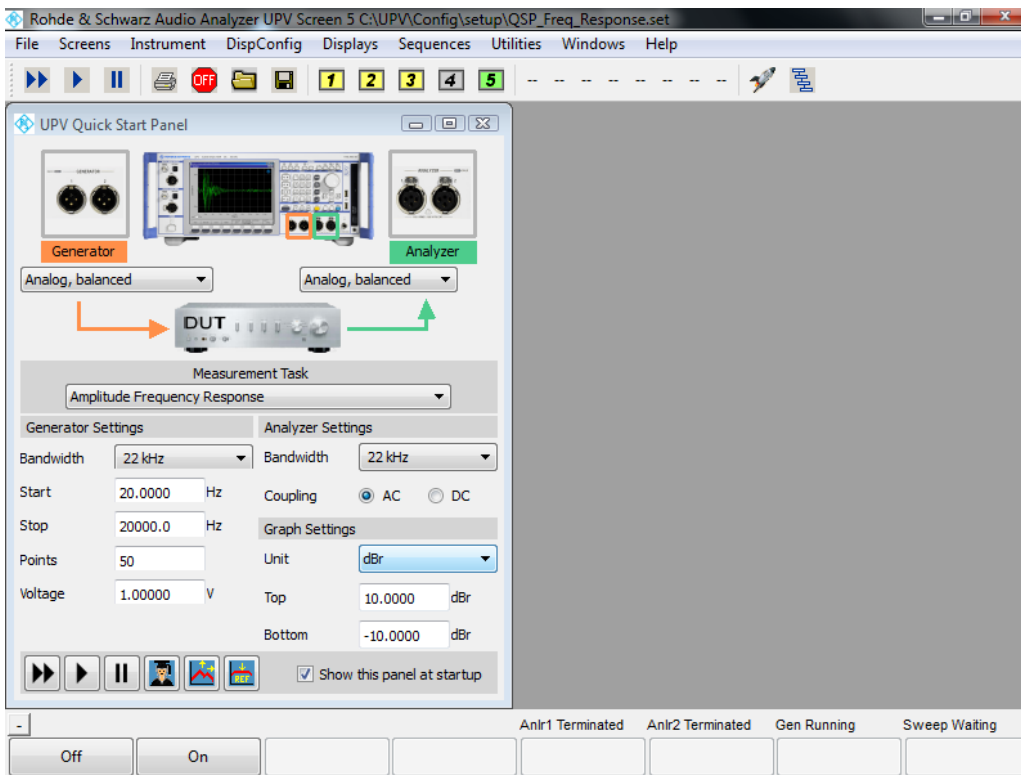 Rohde & Schwarz Audio Analyzer UPV Screen 5 C:\UPV\Config\setup\QSP_Freq_Response.set
File Screens Instrument DispConfig Displays Sequences Utilities Windows Help
OFF 1 2 3 4 5 -- -- -- -- -- -- -- --
UPV Quick Start Panel
GENERATOR ANALYZER
Generator Analyzer
Analog, balanced Analog, balanced
DUT
Measurement Task
Amplitude Frequency Response
Generator Settings Analyzer Settings
Bandwidth 22 kHz Bandwidth 22 kHz
Start 20.0000 Hz Coupling AC DC
Stop 20000.0 Hz Graph Settings
Points 50 Unit dBr
Voltage 1.00000 V Top 10.0000 dBr
Bottom -10.0000 dBr
REF Show this panel at startup
- Anlr1 Terminated Anlr2 Terminated Gen Running Sweep Waiting
Off On